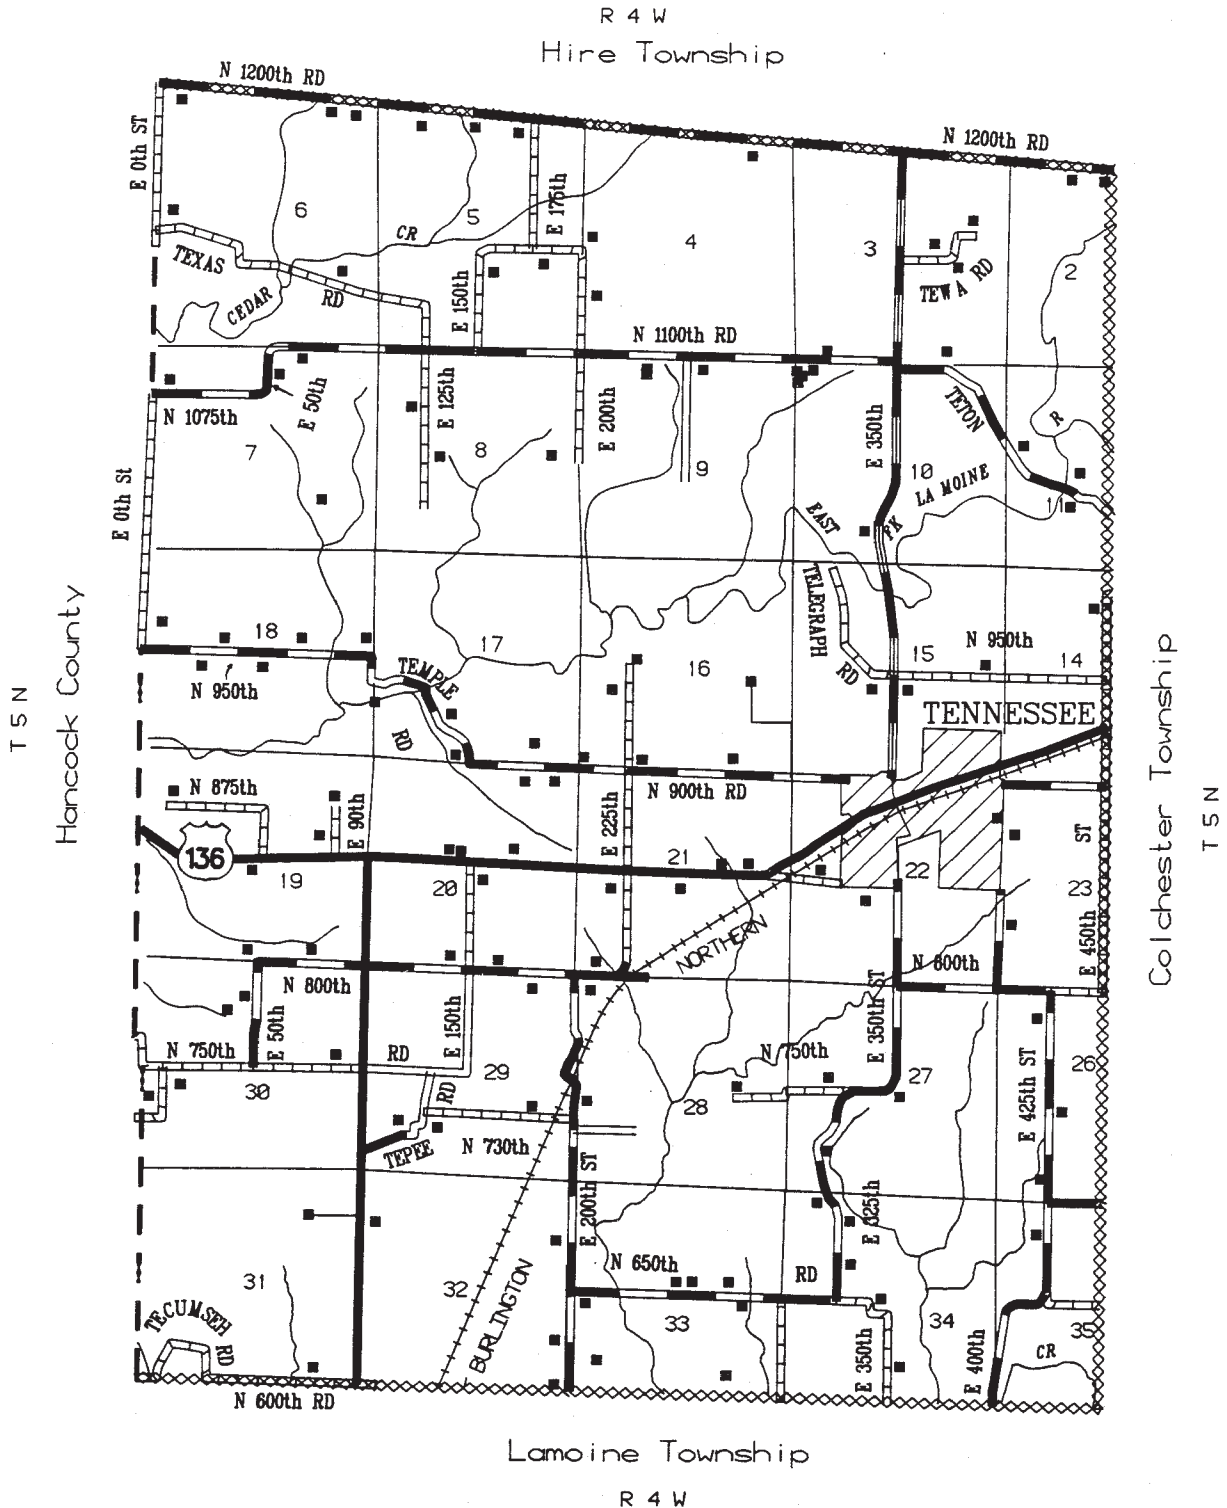 R 4 W
Hire Township
N 1200th RD
N 1200th RD
E 0th ST
E 175th
6
5
CR
4
3
2
TEXAS
RD
CEDAR
E 150th
TEWA RD
N 1100th RD
E 50th
N 1075th
E 125th
E 200th
E 350th
TETON
R
7
8
9
10
LA MOINE
11
E 0th St
EAST
FK
TELEGRAPH
RD
18
17
16
15
N 950th
14
N 950th
TEMPLE
RD
TENNESSEE
Hancock County
T 5 N
Colchester Township
T 5 N
N 875th
E 90th
N 900th RD
E 225th
136
ST
19
20
21
22
23
NORTHERN
E 450th
N 800th
N 800th
E 50th
E 150th
E 350th ST
N 750th
RD
N 750th
29
30
RD
28
27
E 425th ST
26
N 730th
TEPEE
E 200th ST
E 325th
N 650th
RD
31
32
33
34
35
BURLINGTON
TECUMSEH
RD
E 350th
E 400th
CR
N 600th RD
Lamoine Township
R 4 W